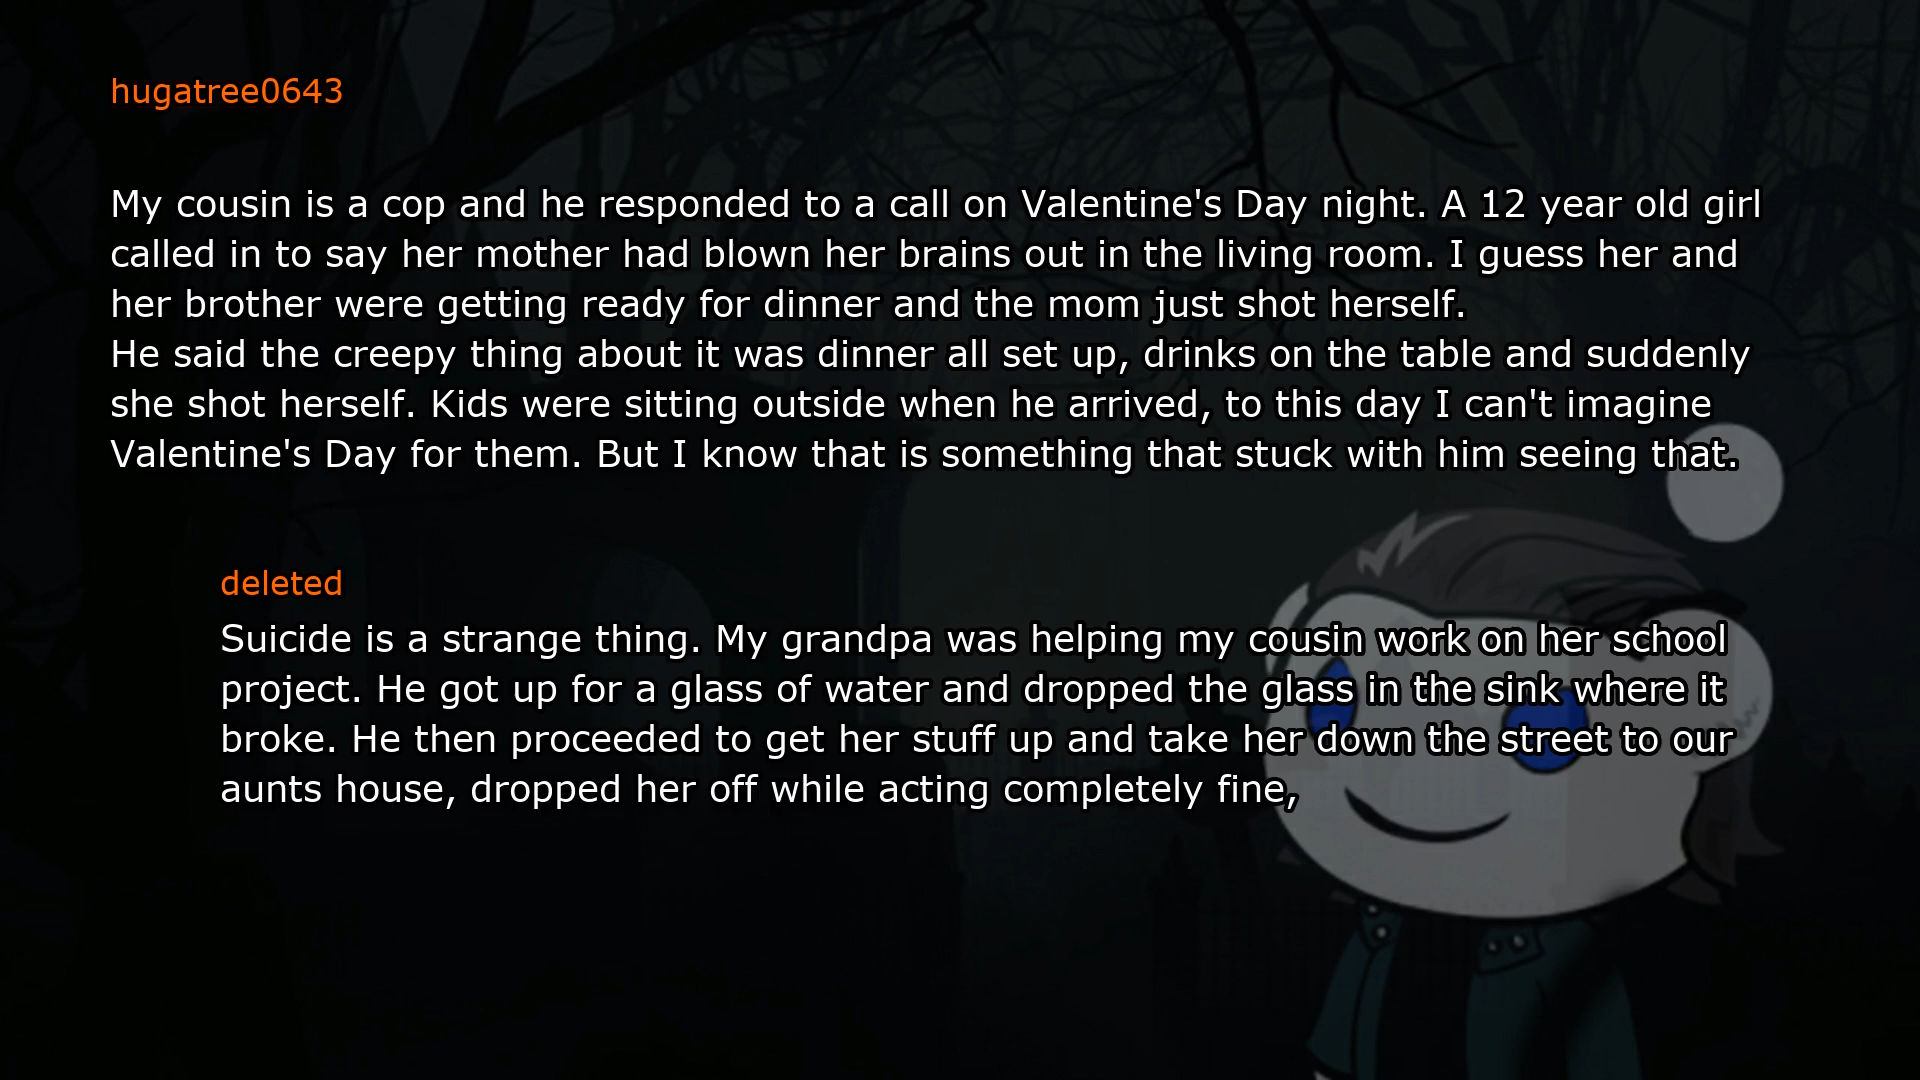 hugatree0643
My cousin is a cop and he responded to a call on Valentine's Day night. A 12 year old girl
called in to say her mother had blown her brains out in the living room. I guess her and
her brother were getting ready for dinner and the mom just shot herself.
He said the creepy thing about it was dinner all set up, drinks on the table and suddenly
she shot herself. Kids were sitting outside when he arrived, to this day I can't imagine
Valentine's Day for them. But I know that is something that stuck with him seeing that.
deleted
Suicide is a strange thing. My grandpa was helping my cousin work on her school
project. He got up for a glass of water and dropped the glass in the sink where it
broke. He then proceeded to get her stuff up and take her down the street to our
aunts house, dropped her off while acting completely fine,